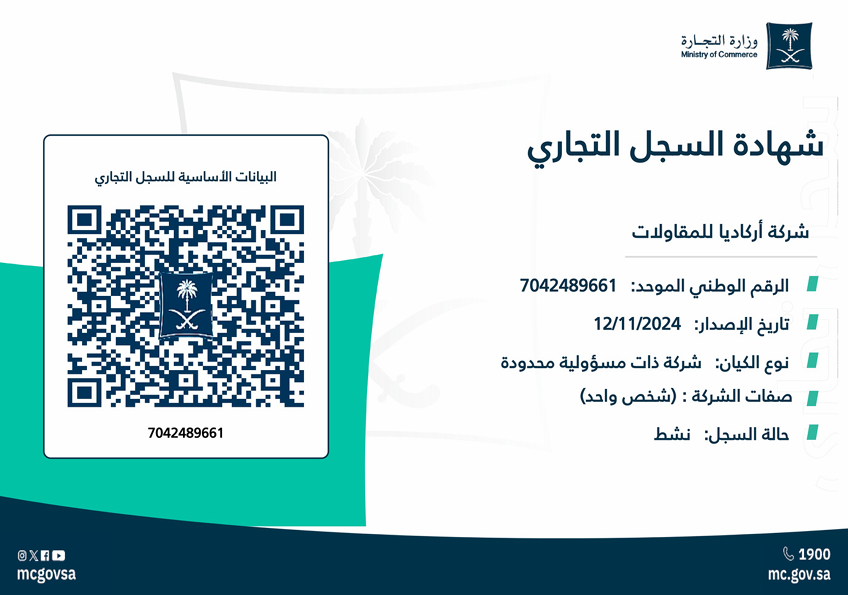 وزارة التجارة
Ministry of Commerce
شهادة السجل التجاري
شركة أركاديا للمقاولات
الرقم الوطني الموحد: 7042489661
تاريخ الإصدار: 12/11/2024
نوع الكيان: شركة ذات مسؤولية محدودة
صفات الشركة : (شخص واحد)
حالة السجل: نشط
البيانات الأساسية للسجل التجاري
7042489661
1900
mc.gov.sa
mcgovsa